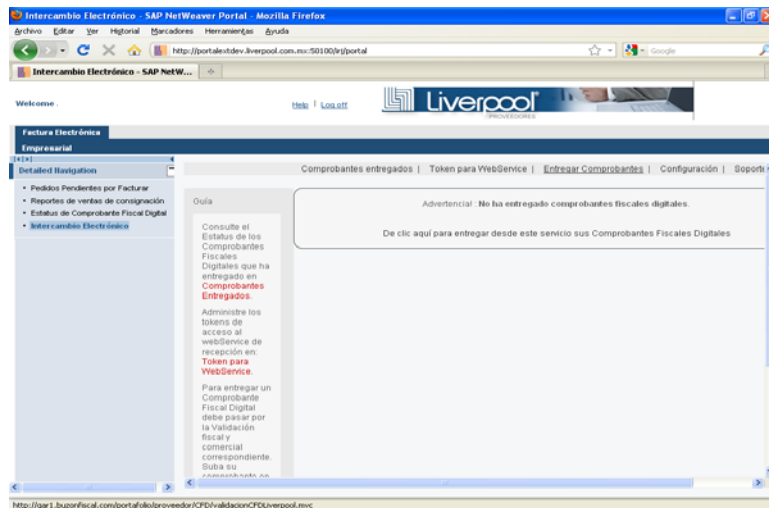 Intercambio Electrónico - SAP NetWeaver Portal - Mozilla Firefox
Archivo Editar Ver Historial Marcadores Herramientas Ayuda
http://portalextdev.liverpool.com.mx:50100/irj/portal
Google
Intercambio Electrónico - SAP NetW...
Welcome .
Help | Log off
Liverpool
PROVEEDORES
Factura Electrónica
Empresarial
Detailed Navigation
Comprobantes entregados | Token para WebService | Entregar Comprobantes | Configuración | Soporte
Pedidos Pendientes por Facturar
Reportes de ventas de consignación
Estatus de Comprobante Fiscal Digital
Intercambio Electrónico
Guía
Consulte el
Estatus de los
Comprobantes
Fiscales
Digitales que ha
entregado en
Comprobantes
Entregados.
Administre los
tokens de
acceso al
webService de
recepción en:
Token para
WebService.
Para entregar un
Comprobante
Fiscal Digital
debe pasar por
la Validación
fiscal y
comercial
correspondiente.
Suba su
comprobante en
Advertencia! : No ha entregado comprobantes fiscales digitales.
De clic aquí para entregar desde este servicio sus Comprobantes Fiscales Digitales
http://qar1.buzonfiscal.com/portafolio/proveedor/CFD/validacionCFDLiverpool.mvc